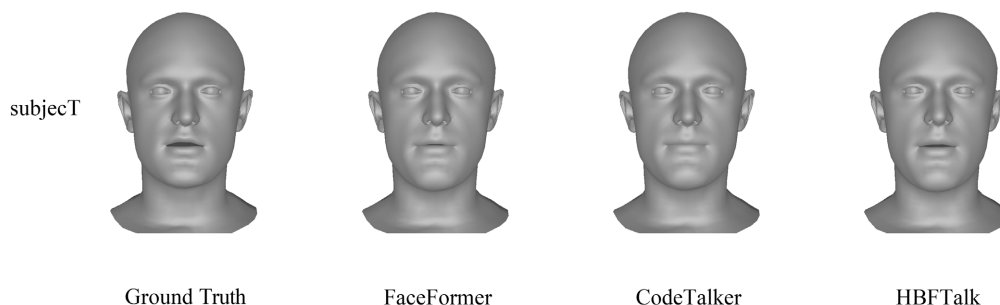 subjecT
Ground Truth
FaceFormer
CodeTalker
HBFTalk